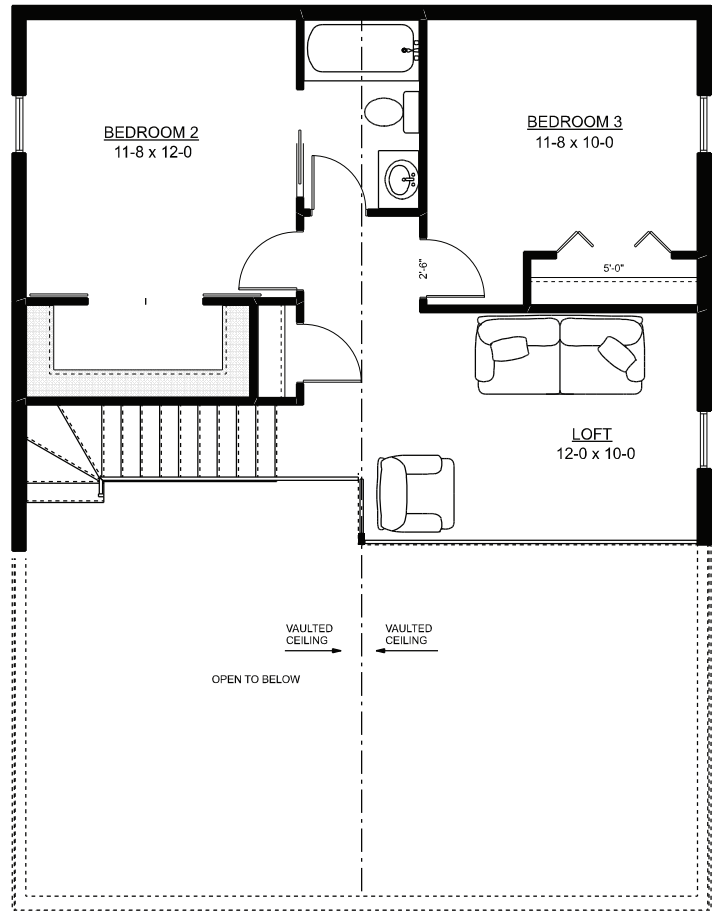 BEDROOM 2
11-8 x 12-0
BEDROOM 3
11-8 x 10-0
2'-6"
5'-0"
LOFT
12-0 x 10-0
VAULTED
CEILING
VAULTED
CEILING
OPEN TO BELOW